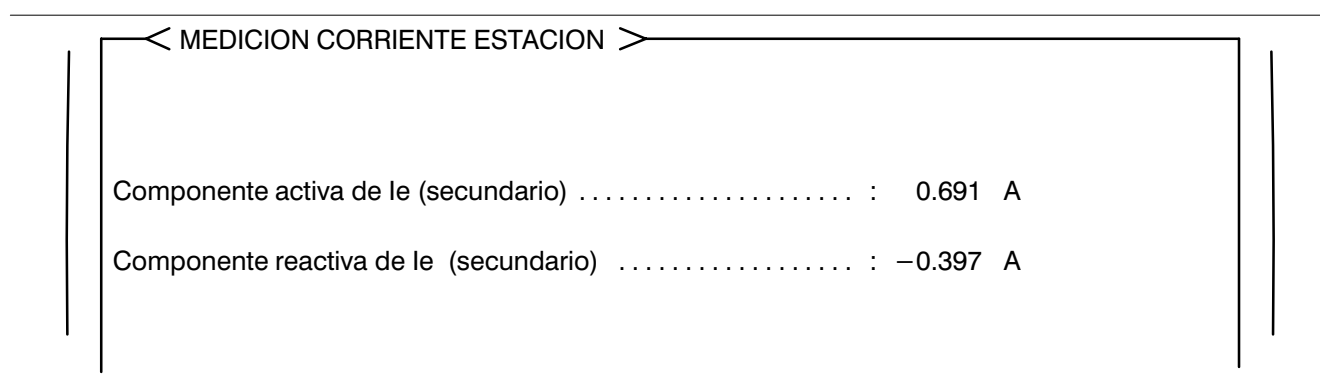 < MEDICION CORRIENTE ESTACION >
Componente activa de Ie (secundario) ..................... : 0.691 A
Componente reactiva de Ie (secundario) .................. : −0.397 A